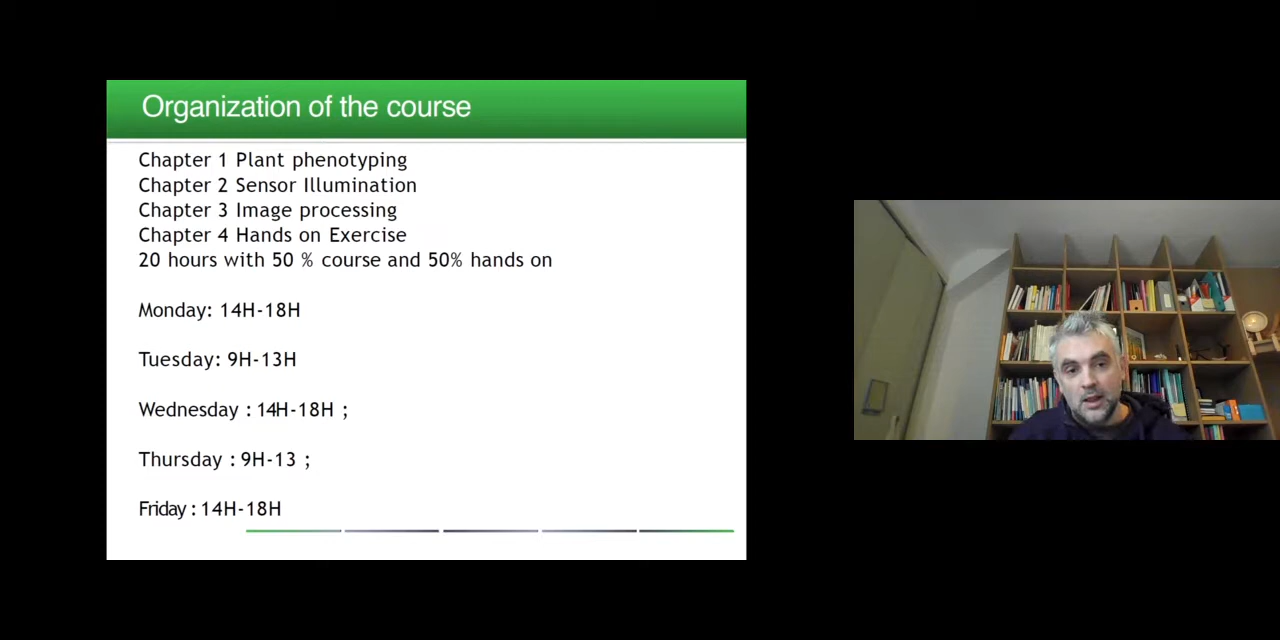 Organization of the course
Chapter 1 Plant phenotyping
Chapter 2 Sensor Illumination
Chapter 3 Image processing
Chapter 4 Hands on Exercise
20 hours with 50 % course and 50% hands on
Monday: 14H-18H
Tuesday: 9H-13H
Wednesday : 14H-18H ;
Thursday : 9H-13 ;
Friday : 14H-18H